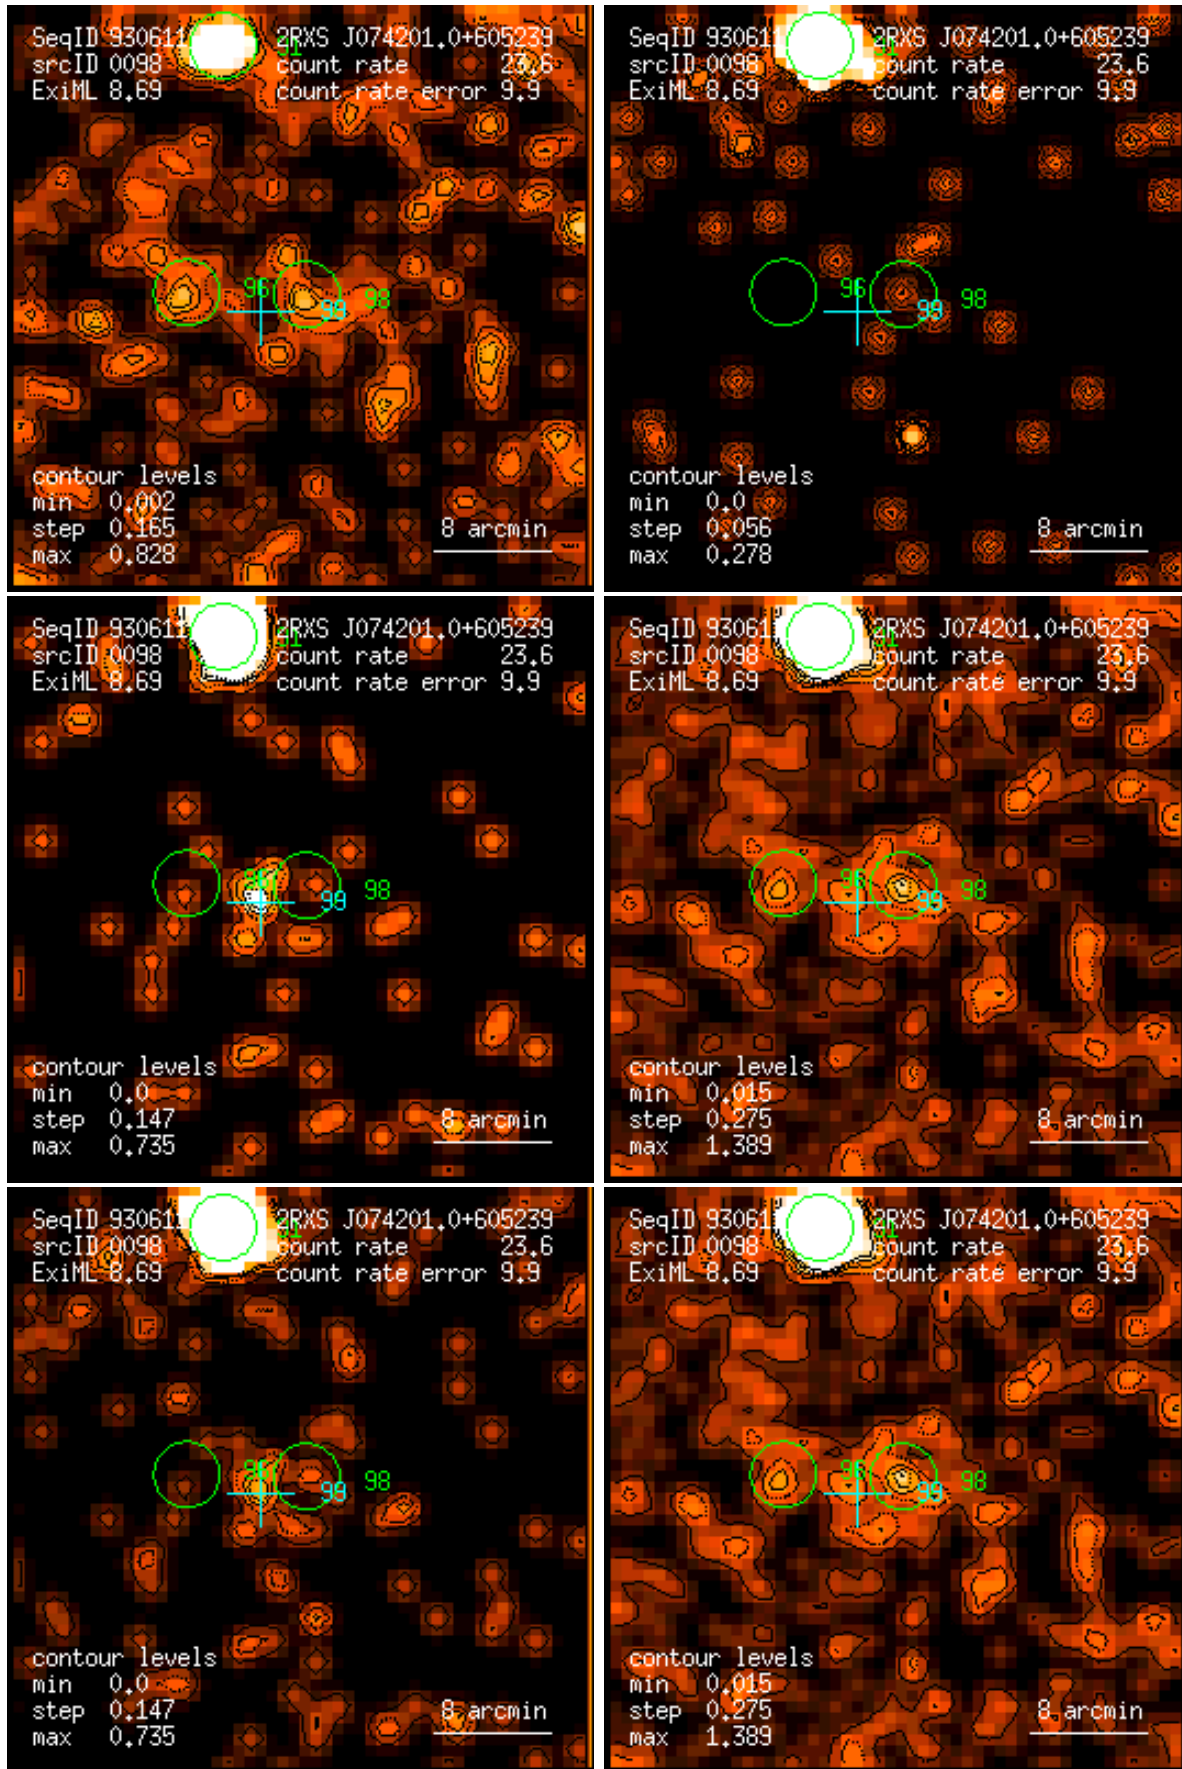 SeqID 930611 2RXS J074201.0+605239
srcID 0098 count rate 23.6
ExiML 8.69 count rate error 9.9
96
98
99
contour levels
min 0.002
step 0.165
max 0.828
8 arcmin
SeqID 930611 2RXS J074201.0+605239
srcID 0098 count rate 23.6
ExiML 8.69 count rate error 9.9
96
98
99
contour levels
min 0.0
step 0.056
max 0.278
8 arcmin
SeqID 930611 2RXS J074201.0+605239
srcID 0098 count rate 23.6
ExiML 8.69 count rate error 9.9
96
98
99
contour levels
min 0.0
step 0.147
max 0.735
8 arcmin
SeqID 930611 2RXS J074201.0+605239
srcID 0098 count rate 23.6
ExiML 8.69 count rate error 9.9
96
98
99
contour levels
min 0.015
step 0.275
max 1.389
8 arcmin
SeqID 930611 2RXS J074201.0+605239
srcID 0098 count rate 23.6
ExiML 8.69 count rate error 9.9
96
98
99
contour levels
min 0.0
step 0.147
max 0.735
8 arcmin
SeqID 930611 2RXS J074201.0+605239
srcID 0098 count rate 23.6
ExiML 8.69 count rate error 9.9
96
98
99
contour levels
min 0.015
step 0.275
max 1.389
8 arcmin